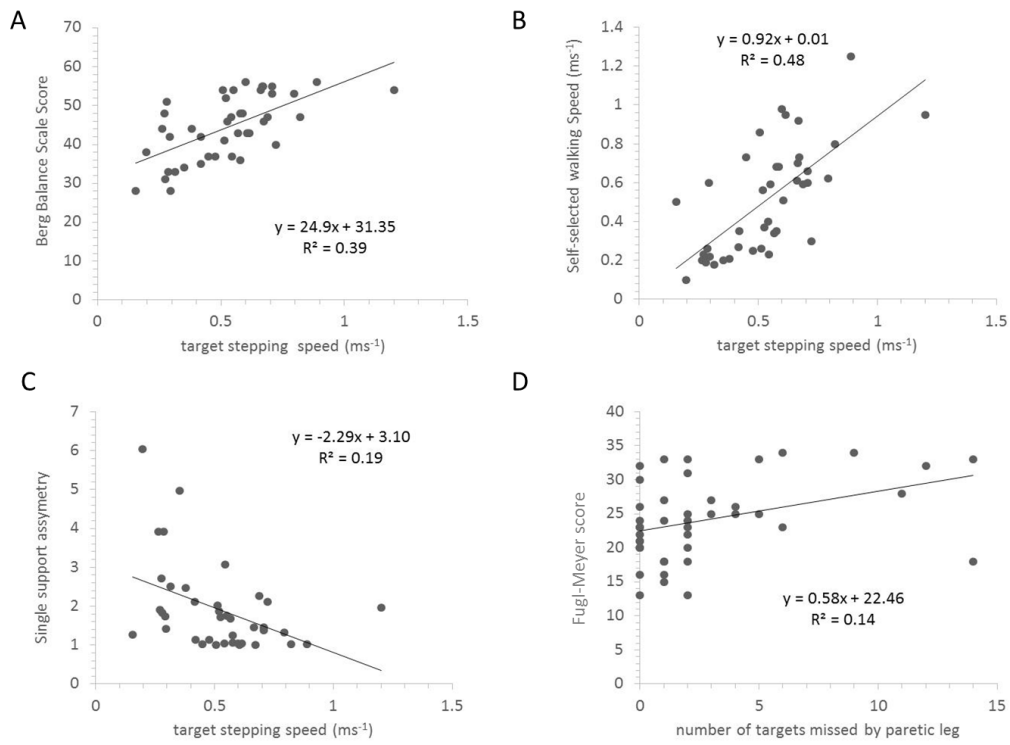 A
Berg Balance Scale Score
70
60
50
40
30
20
10
0
y = 24.9x + 31.35
R² = 0.39
0 0.5 1 1.5
target stepping speed (ms⁻¹)
B
Self-selected walking Speed (ms⁻¹)
1.4
1.2
1
0.8
0.6
0.4
0.2
0
y = 0.92x + 0.01
R² = 0.48
0 0.5 1 1.5
target stepping speed (ms⁻¹)
C
Single support assymetry
7
6
5
4
3
2
1
0
y = -2.29x + 3.10
R² = 0.19
0 0.5 1 1.5
target stepping speed (ms⁻¹)
D
Fugl-Meyer score
40
35
30
25
20
15
10
5
0
y = 0.58x + 22.46
R² = 0.14
0 5 10 15
number of targets missed by paretic leg